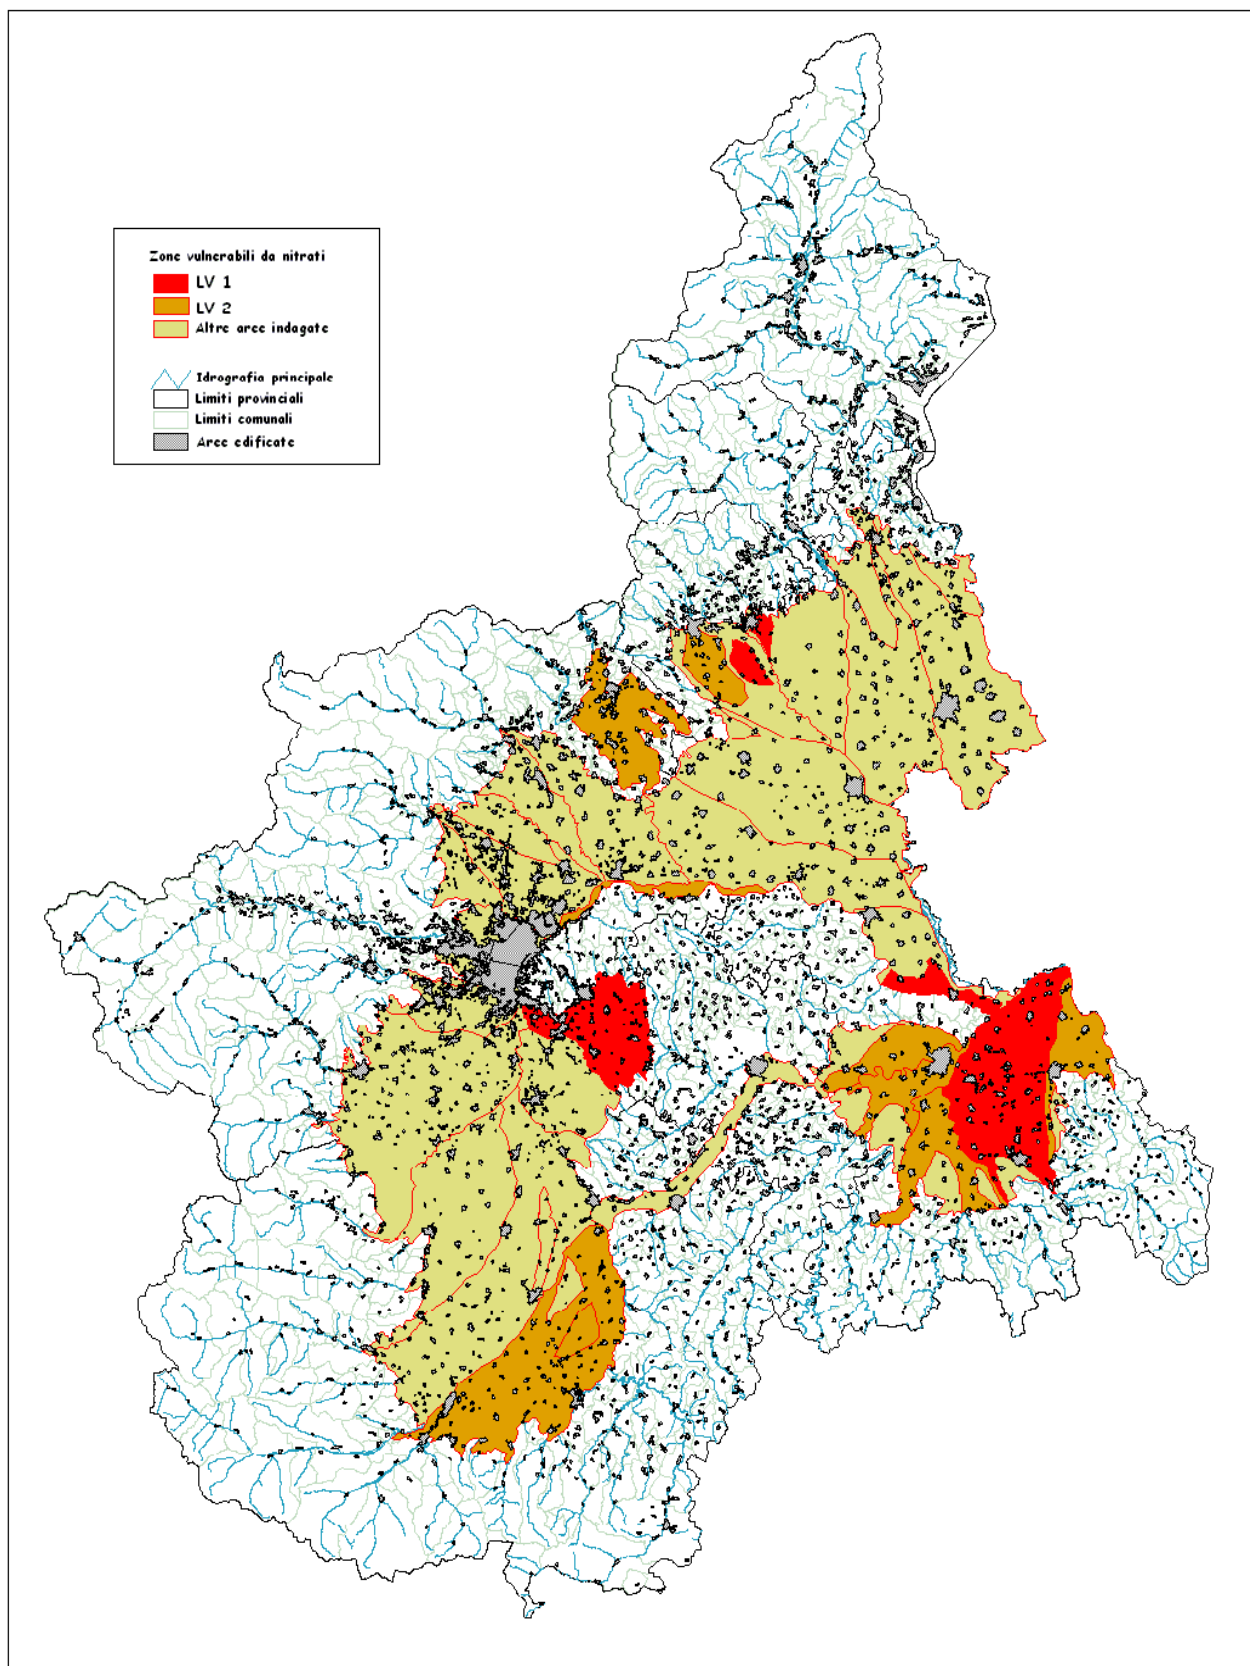 Zone vulnerabili da nitrati
LV 1
LV 2
Altre aree indagate
Idrografia principale
Limiti provinciali
Limiti comunali
Aree edificate